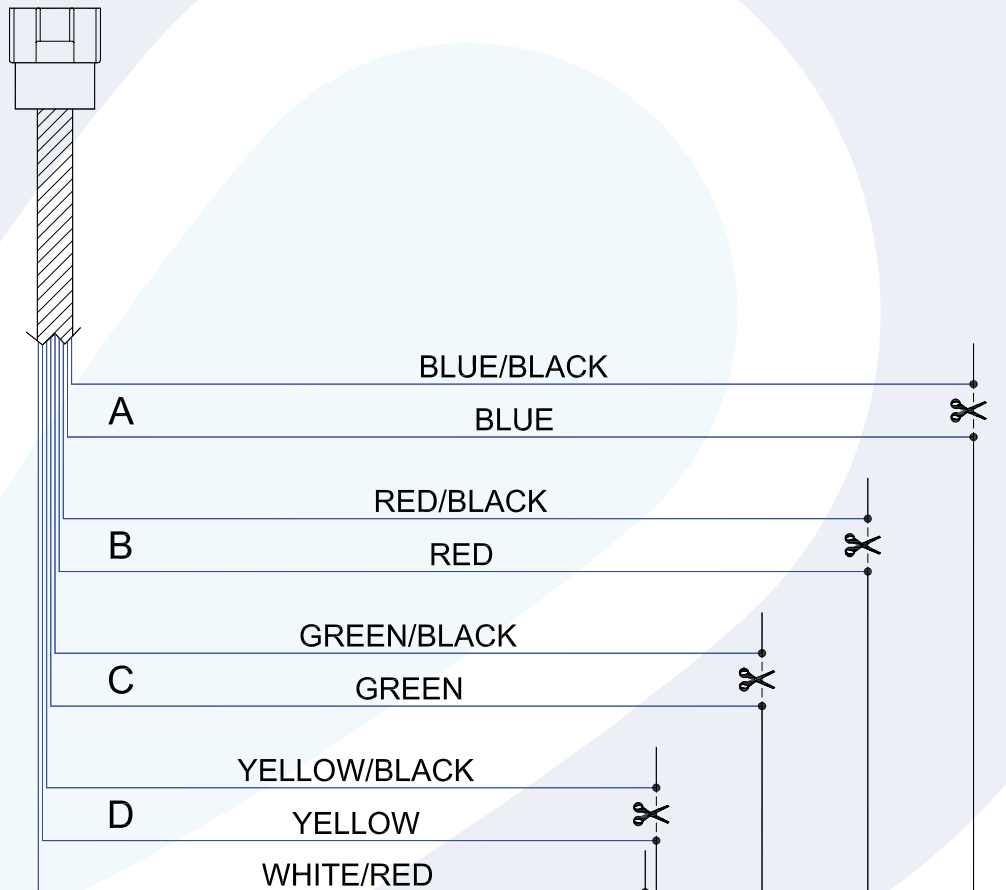 BLUE/BLACK
A
BLUE
RED/BLACK
B
RED
GREEN/BLACK
C
GREEN
YELLOW/BLACK
D
YELLOW
WHITE/RED